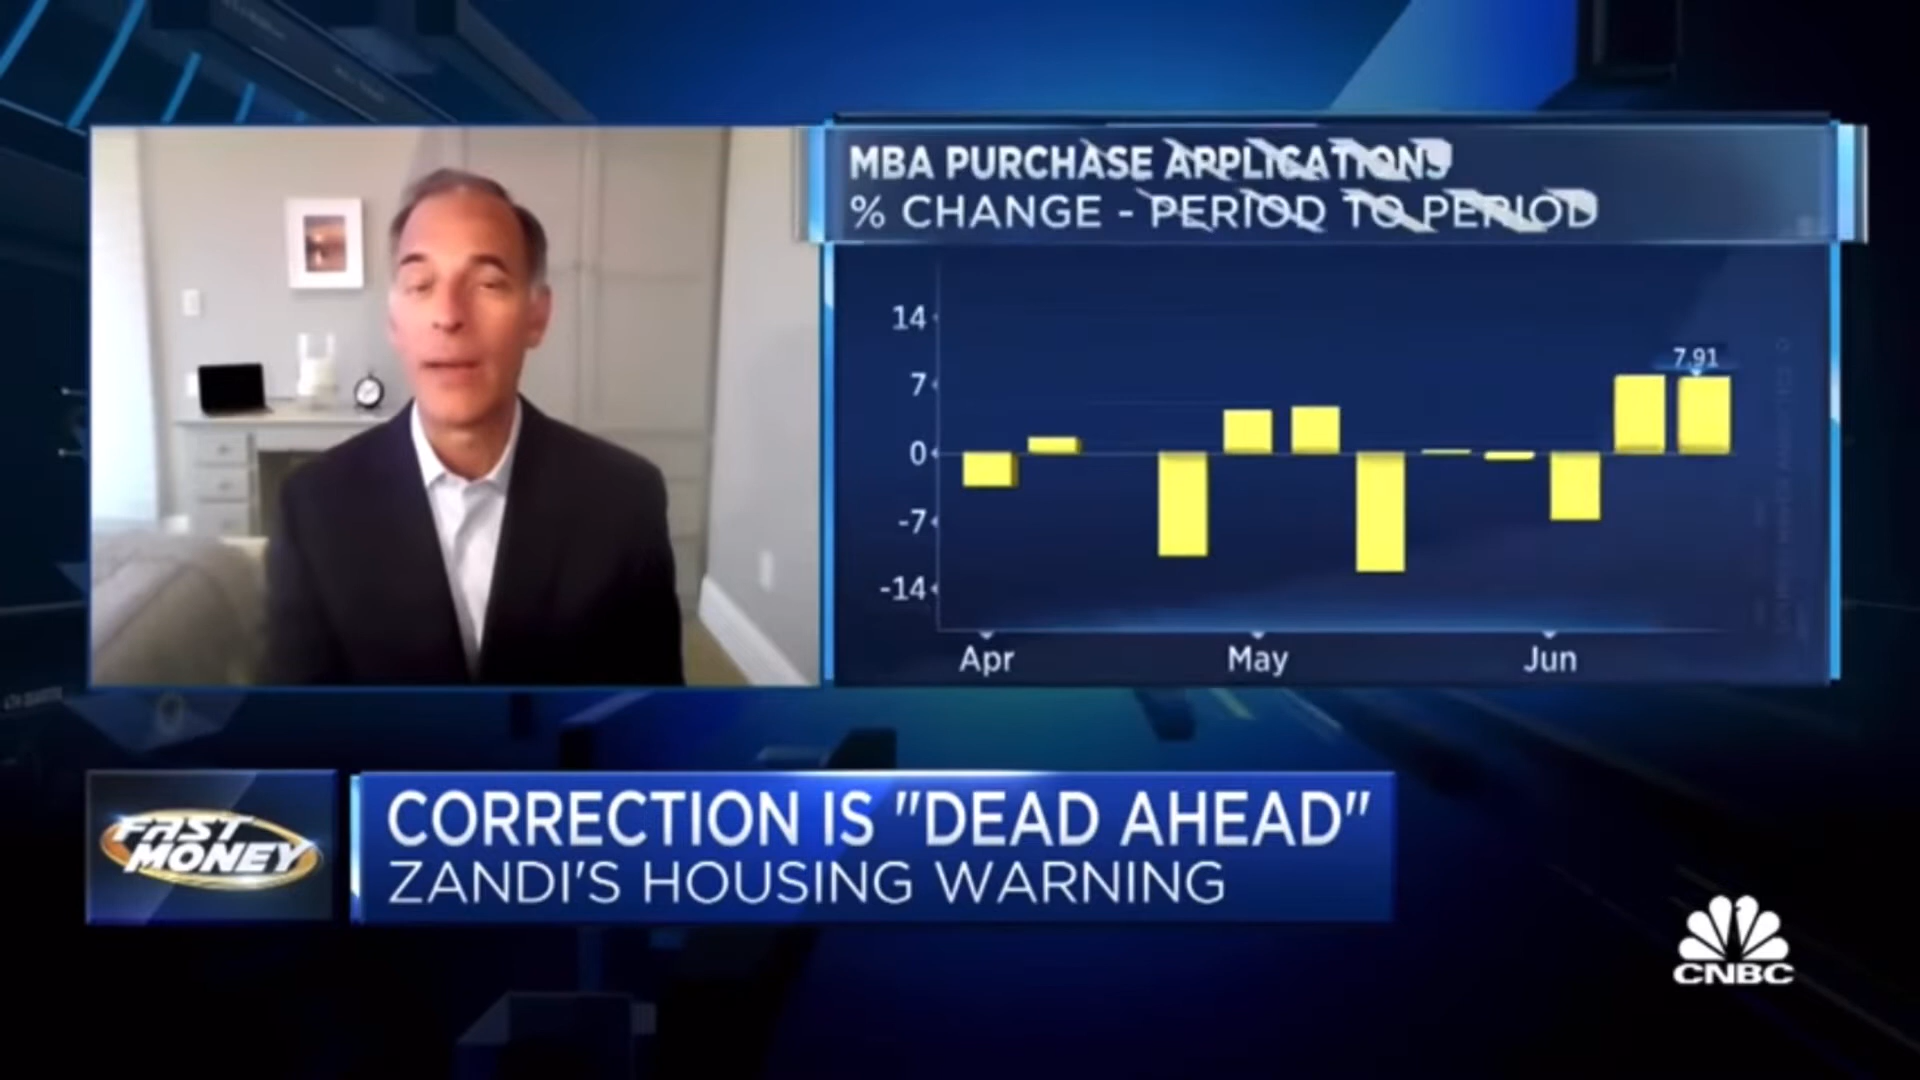 MBA PURCHASE APPLICATIONS
% CHANGE - PERIOD TO PERIOD
14
7.91
7
0
-7
-14
Apr May Jun
FAST MONEY
CORRECTION IS "DEAD AHEAD"
ZANDI'S HOUSING WARNING
CNBC